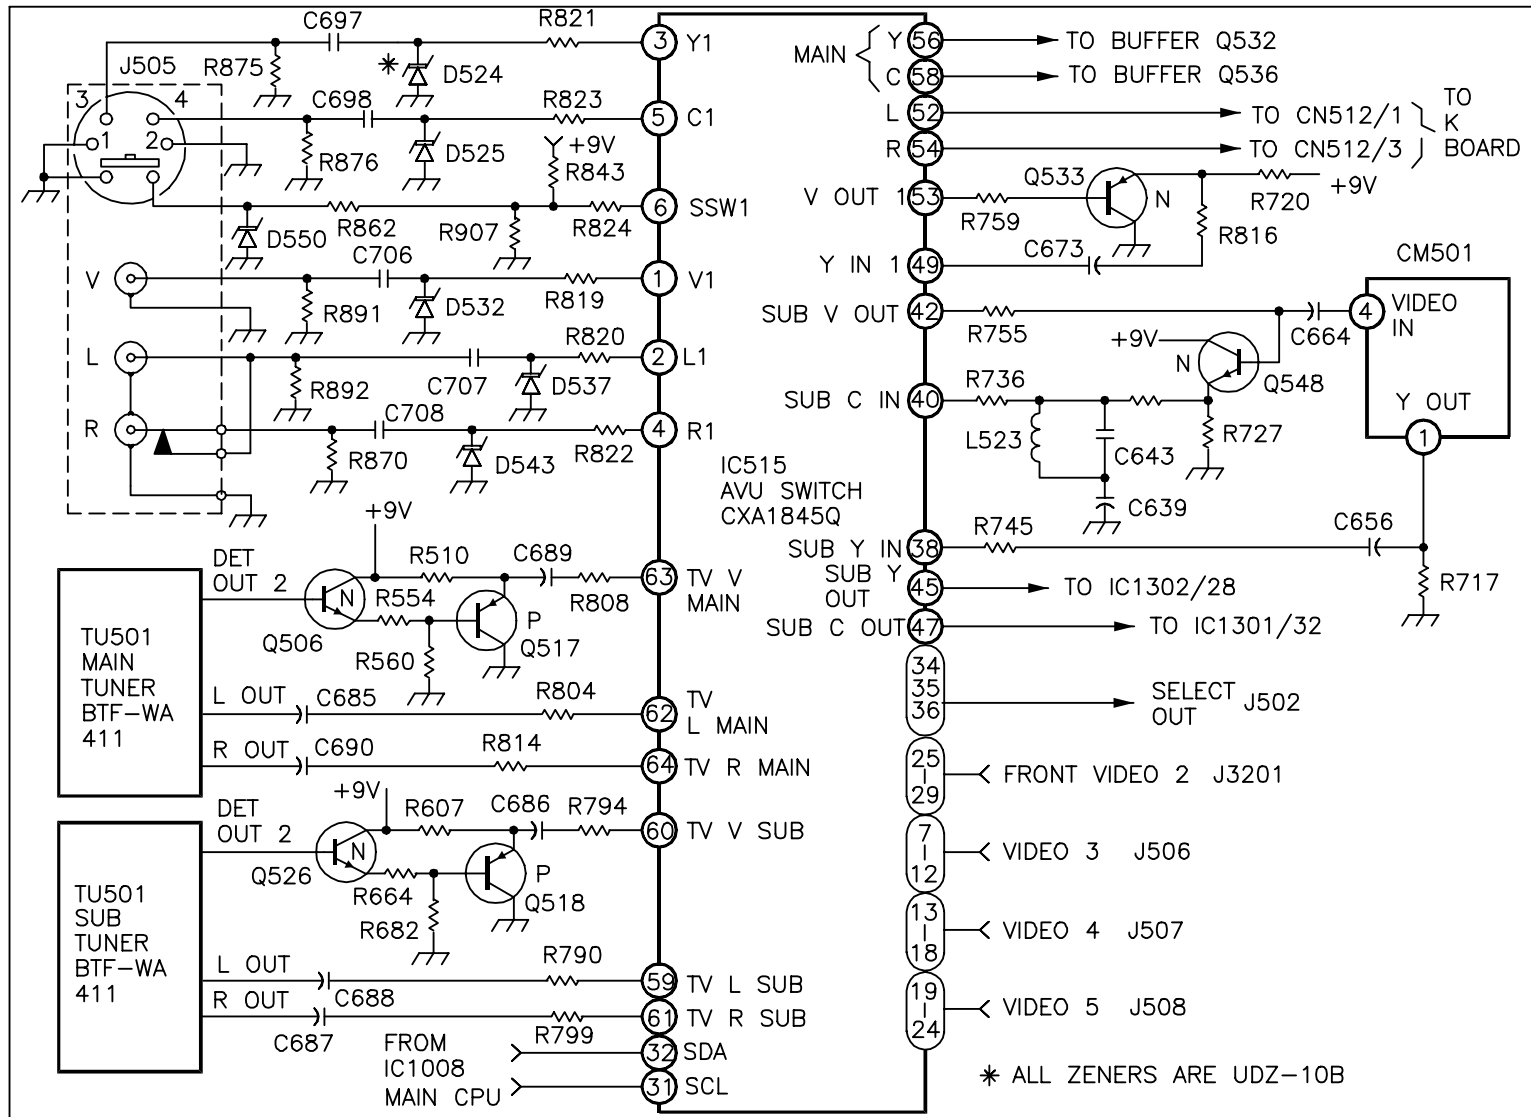 C697
R821
3 Y1
MAIN
Y 56
TO BUFFER Q532
J505
R875
* D524
C 58
TO BUFFER Q536
3
4
C698
R823
5 C1
L 52
TO CN512/1
TO
K
BOARD
1
2
R876
D525
+9V
R843
R 54
TO CN512/3
Q533
N
R720
+9V
V OUT 1 53
R759
R816
D550
R862
R907
R824
6 SSW1
C673
Y IN 1 49
CM501
V
C706
R891
D532
R819
1 V1
SUB V OUT 42
R755
C664
4 VIDEO
IN
+9V
N
Q548
L
R892
C707
D537
R820
2 L1
SUB C IN 40
R736
Y OUT
1
R
C708
R870
D543
R822
4 R1
L523
C643
R727
C639
IC515
AVU SWITCH
CXA1845Q
+9V
SUB Y IN 38
R745
C656
R717
DET
OUT 2
R510
C689
63 TV V
MAIN
R808
SUB Y
OUT
45
TO IC1302/28
N
R554
Q506
P
Q517
R560
SUB C OUT 47
TO IC1301/32
TU501
MAIN
TUNER
BTF-WA
411
L OUT
C685
R804
62 TV
L MAIN
34
35
36
SELECT
OUT
J502
R OUT
C690
R814
64 TV R MAIN
25
|
29
FRONT VIDEO 2 J3201
+9V
DET
OUT 2
R607
C686
R794
60 TV V SUB
N
Q526
R664
R682
P
Q518
7
|
12
VIDEO 3 J506
TU501
SUB
TUNER
BTF-WA
411
13
|
18
VIDEO 4 J507
L OUT
C688
R790
59 TV L SUB
R OUT
C687
R799
61 TV R SUB
19
|
24
VIDEO 5 J508
FROM
IC1008
MAIN CPU
32 SDA
31 SCL
* ALL ZENERS ARE UDZ-10B